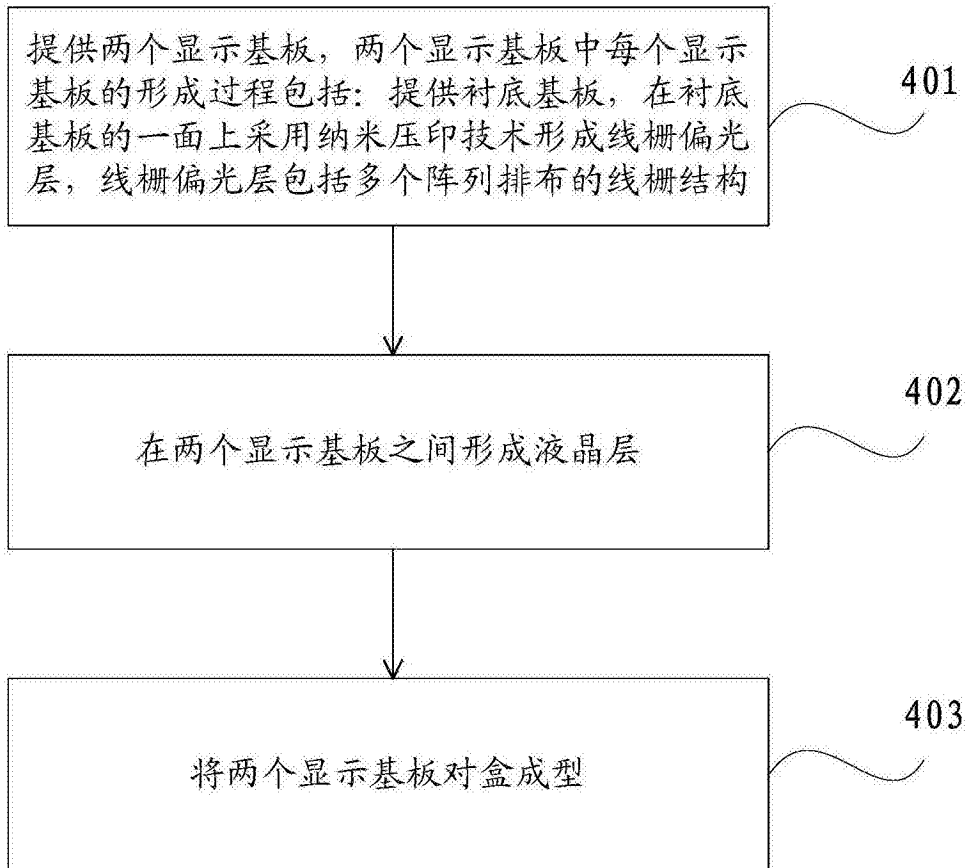 提供两个显示基板，两个显示基板中每个显示
基板的形成过程包括：提供衬底基板，在衬底
基板的一面上采用纳米压印技术形成线栅偏光
层，线栅偏光层包括多个阵列排布的线栅结构
401
在两个显示基板之间形成液晶层
402
将两个显示基板对盒成型
403